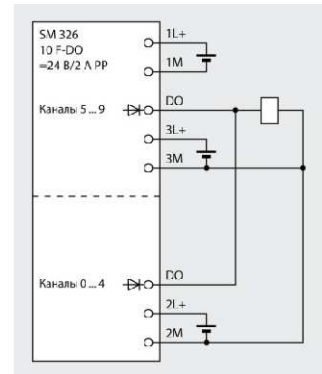 SM 326
10 F-DO
=24 В/2 А PP
1L+
1M
Каналы 5 ... 9
DO
3L+
3M
Каналы 0 ... 4
DO
2L+
2M